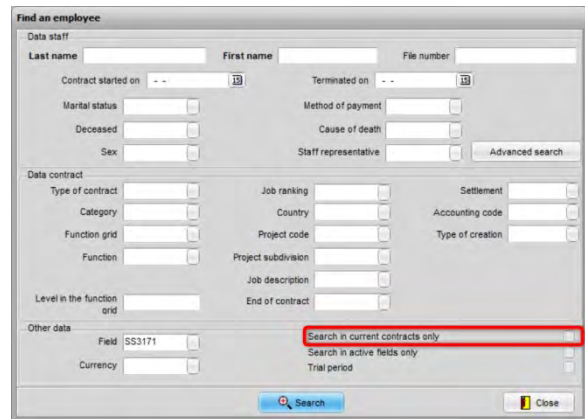 Find an employee
Data staff
Last name First name File number
Contract started on - - 15 Terminated on - - 15
Marital status Method of payment
Deceased Cause of death
Sex Staff representative Advanced search
Data contract
Type of contract Job ranking Settlement
Category Country Accounting code
Function grid Project code Type of creation
Function Project subdivision
Job description
Level in the function End of contract
grid
Other data
Field SS3171 Search in current contracts only
Search in active fields only
Currency Trial period
Search Close